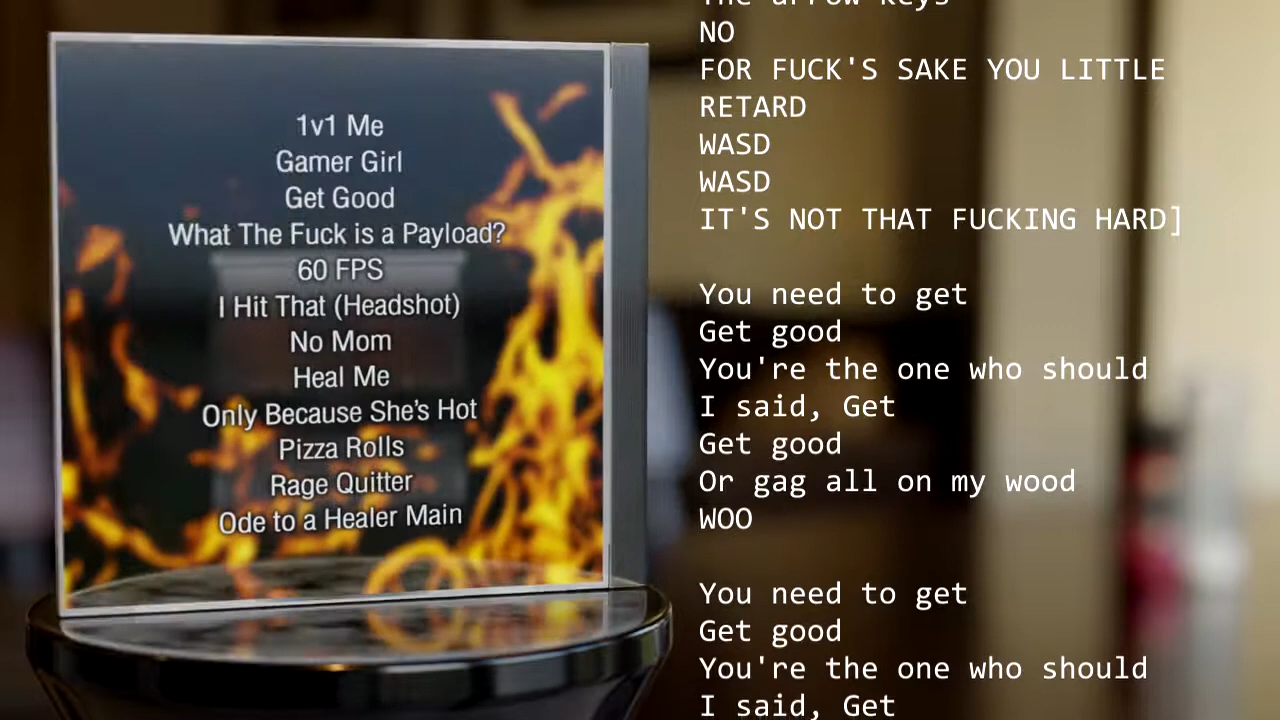 1v1 Me
Gamer Girl
Get Good
What The Fuck is a Payload?
60 FPS
I Hit That (Headshot)
No Mom
Heal Me
Only Because She's Hot
Pizza Rolls
Rage Quitter
Ode to a Healer Main
The arrow keys
NO
FOR FUCK'S SAKE YOU LITTLE
RETARD
WASD
WASD
IT'S NOT THAT FUCKING HARD]
You need to get
Get good
You're the one who should
I said, Get
Get good
Or gag all on my wood
WOO
You need to get
Get good
You're the one who should
I said, Get